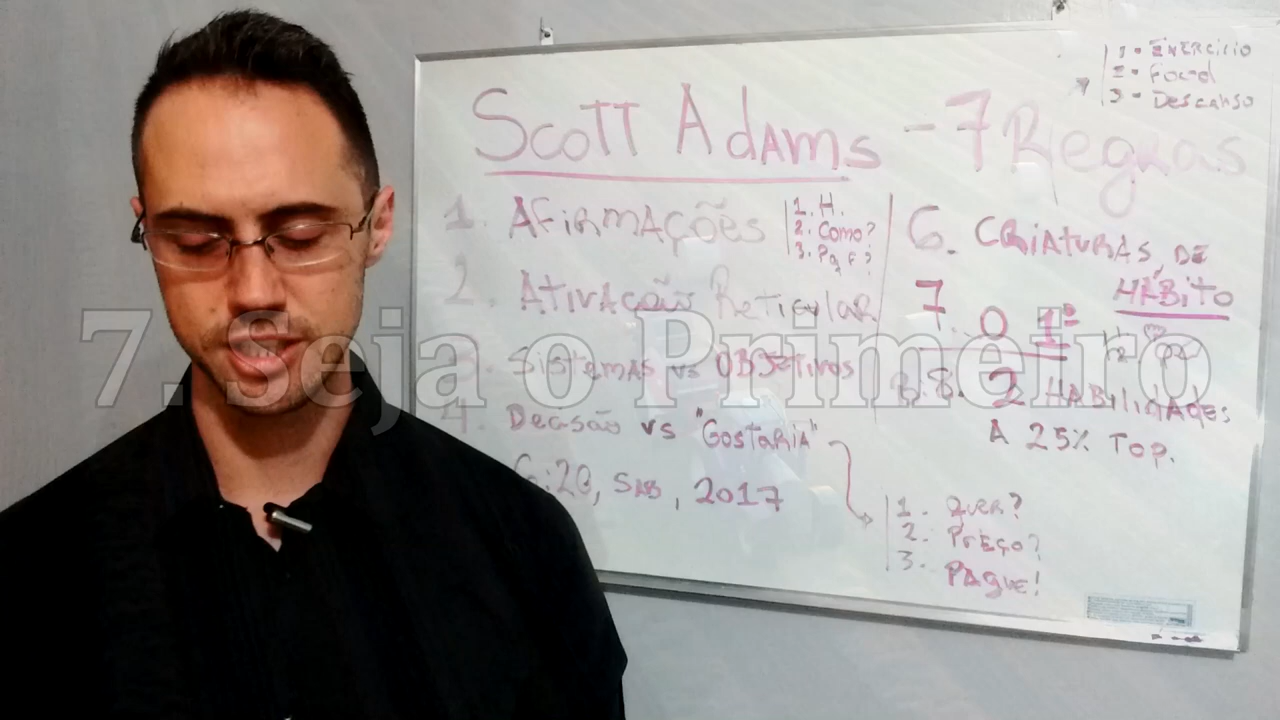 1 - EXERCÍCIO
2 - Food
3 - Descanso
Scott Adams - 7 Regras
1. AFIRMAÇÕES
1. H.
2. Como?
3. Pq E?
2. Ativação Reticular
Sistemas vs OBJETIVOS
4. Decisão vs "Gostaria"
6:20, SAB, 2017
6. CRIATURAS DE
HÁBITO
7. O 1º
B.S. 2 HABILIDADES
A 25% Top.
1. Quer?
2. Preço?
3. PAGUE!
7. Seja o Primeiro